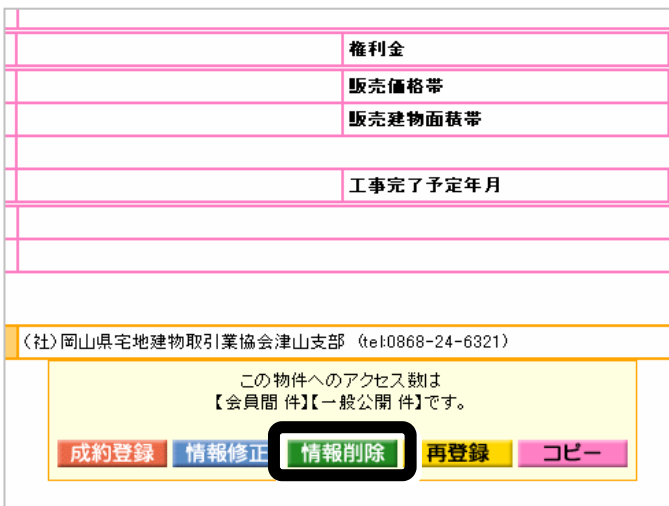 権利金
販売価格帯
販売建物面積帯
工事完了予定年月
(社)岡山県宅地建物取引業協会津山支部 (tel:0868-24-6321)
この物件へのアクセス数は
【会員間 件】【一般公開 件】です。
成約登録 情報修正 情報削除 再登録 コピー